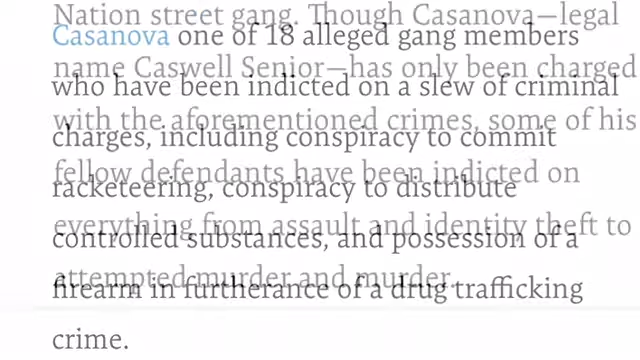 Nation street gang. Though Casanova—legal
Casanova one of 18 alleged gang members
name Caswell Senior—has only been charged
who have been indicted on a slew of criminal
with the aforementioned crimes, some of his
charges, including conspiracy to commit
fellow defendants have been indicted on
racketeering, conspiracy to distribute
everything from assault and identity theft to
controlled substances, and possession of a
attempted murder and murder.
firearm in furtherance of a drug trafficking
crime.